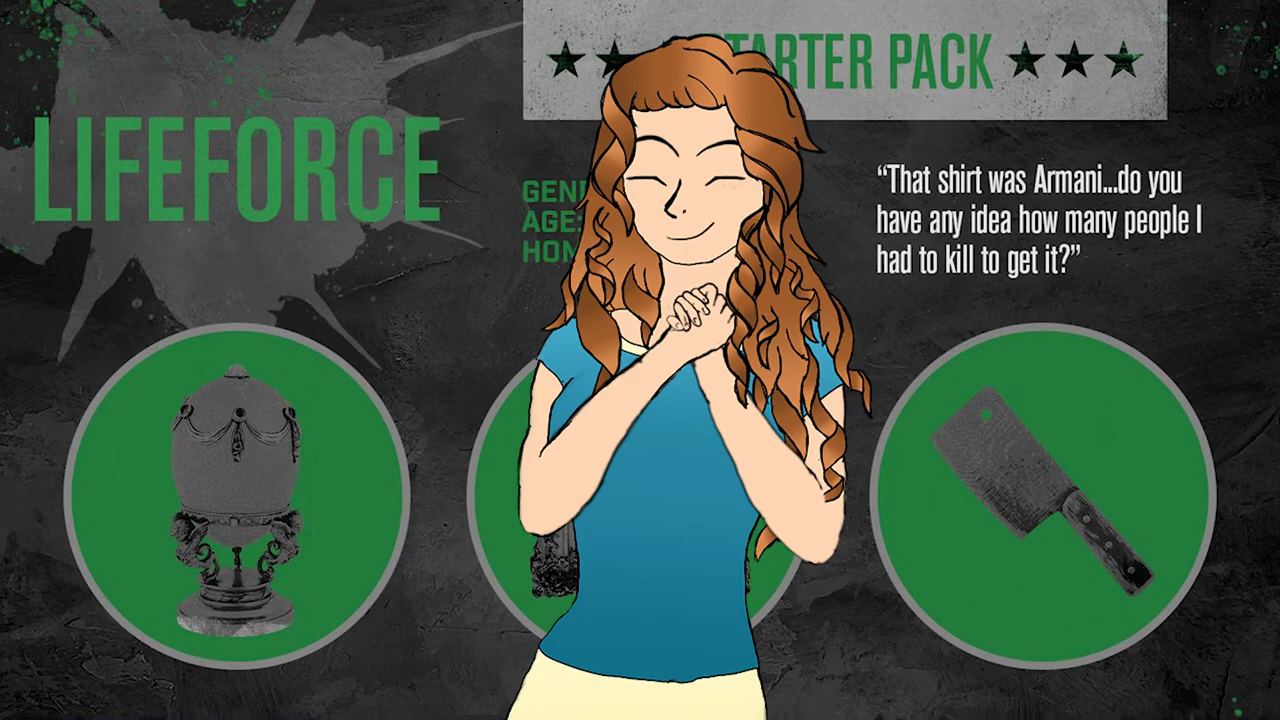 ★★ TARTER PACK ★★★
LIFEFORCE
GEN
AGE:
HOM
“That shirt was Armani...do you
have any idea how many people I
had to kill to get it?”